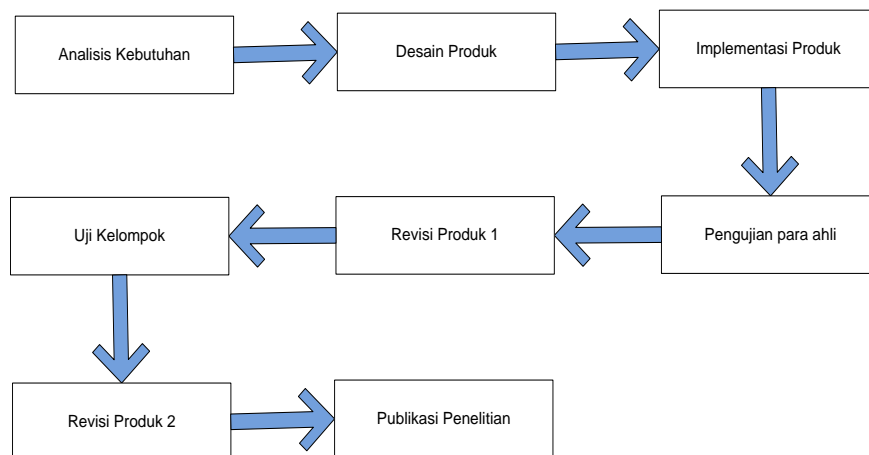 Analisis Kebutuhan
Desain Produk
Implementasi Produk
Pengujian para ahli
Revisi Produk 1
Uji Kelompok
Revisi Produk 2
Publikasi Penelitian